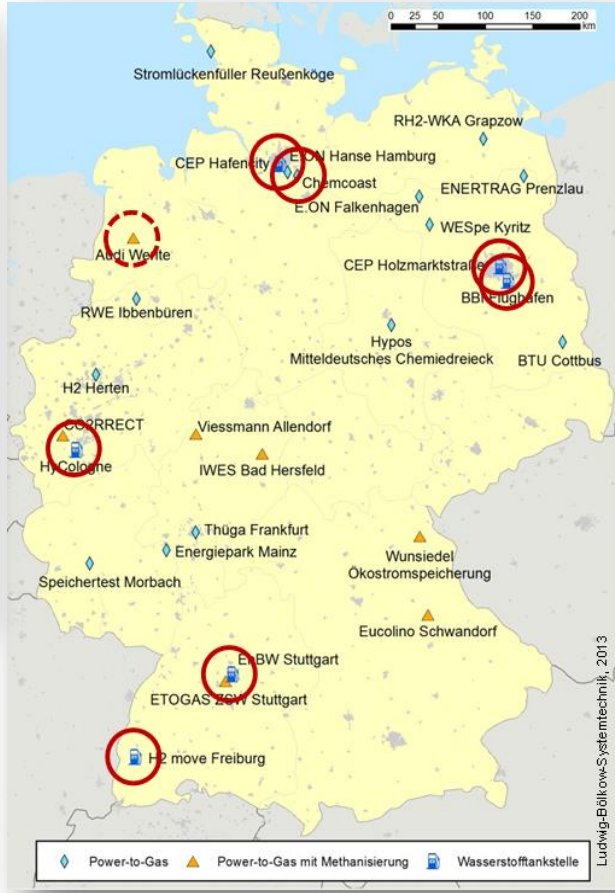 0 50 100 150 200
km
Stromlückenfüller Reußenköge
RH2-WKA Grapzow
E.ON Hanse Hamburg
CEP Hafencity
Chemcoast
ENERTRAG Prenzlau
E.ON Falkenhagen
WESpe Kyritz
Audi Werlte
CEP Holzmarktstraße
BBI Flughafen
RWE Ibbenbüren
Hypos
Mitteldeutsches Chemiedreieck
BTU Cottbus
H2 Herten
CO2RRECT
Viessmann Allendorf
HyCologne
IWES Bad Hersfeld
Thüga Frankfurt
Energiepark Mainz
Wunsiedel
Ökostromspeicherung
Speichertest Morbach
Eucolino Schwandorf
EnBW Stuttgart
ETOGAS ZSW Stuttgart
H2 move Freiburg
Ludwig-Bölkow-Systemtechnik, 2013
Power-to-Gas
Power-to-Gas mit Methanisierung
Wasserstofftankstelle